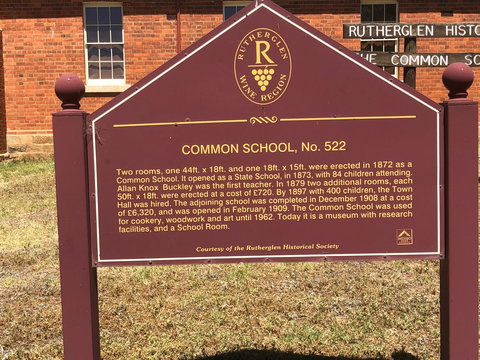 RUTHERGLEN HISTO
THE COMMON SC
RUTHERGLEN
R
WINE REGION
COMMON SCHOOL, No. 522
Two rooms, one 44ft. x 18ft. and one 18ft. x 15ft. were erected in 1872 as a
Common School. It opened as a State School, in 1873, with 84 children attending.
Allan Knox Buckley was the first teacher. In 1879 two additional rooms, each
50ft. x 18ft. were erected at a cost of £720. By 1897 with 400 children, the Town
Hall was hired. The adjoining school was completed in December 1908 at a cost
of £6,320, and was opened in February 1909. The Common School was used
for cookery, woodwork and art until 1962. Today it is a museum with research
facilities, and a School Room.
Courtesy of the Rutherglen Historical Society